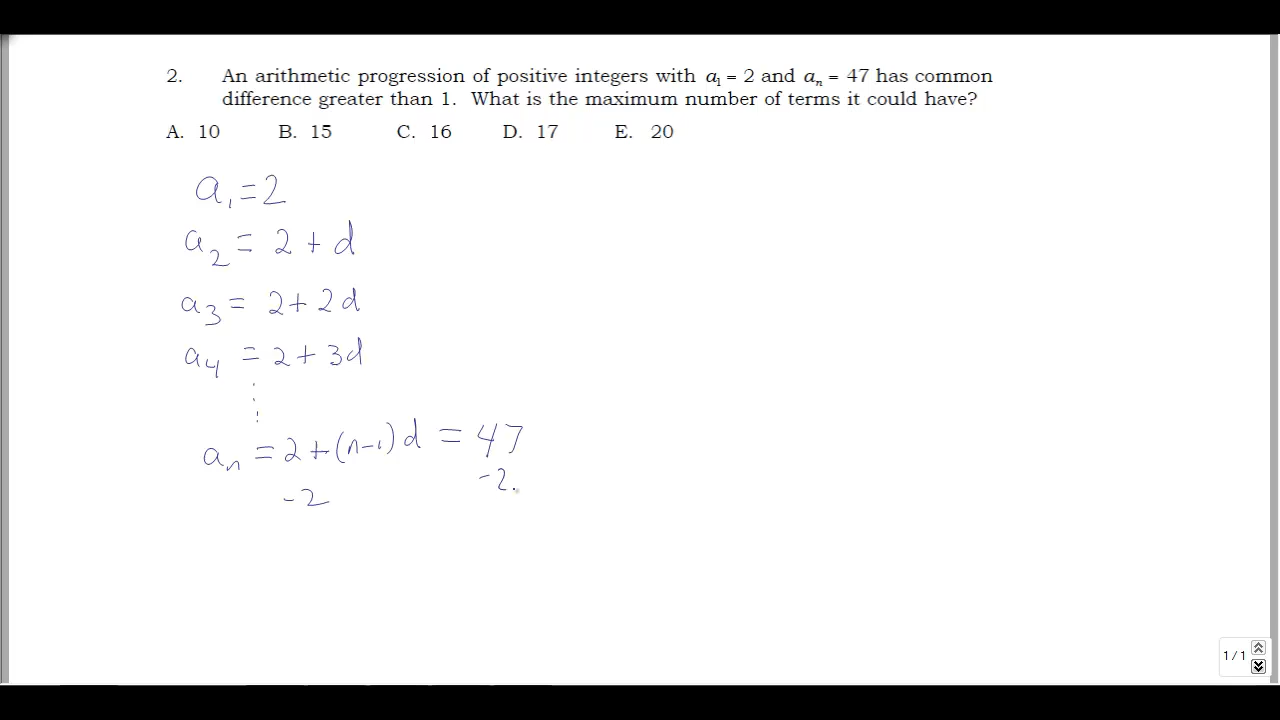 2. An arithmetic progression of positive integers with a₁ = 2 and aₙ = 47 has common
difference greater than 1. What is the maximum number of terms it could have?
A. 10 B. 15 C. 16 D. 17 E. 20
a₁ = 2
a₂ = 2 + d
a₃ = 2 + 2d
a₄ = 2 + 3d
⋮
aₙ = 2 + (n-1)d = 47
-2 -2
1 / 1